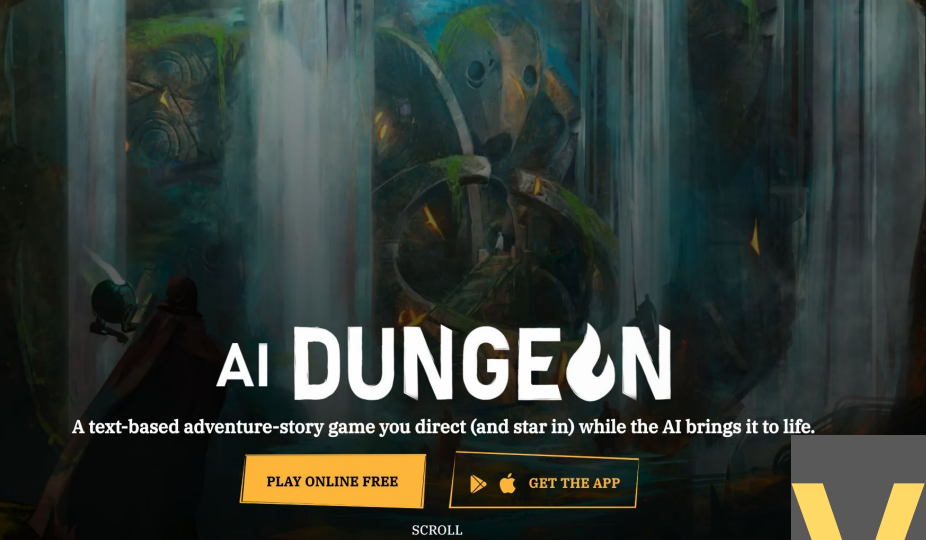 AI DUNGEON
A text-based adventure-story game you direct (and star in) while the AI brings it to life.
PLAY ONLINE FREE
GET THE APP
SCROLL